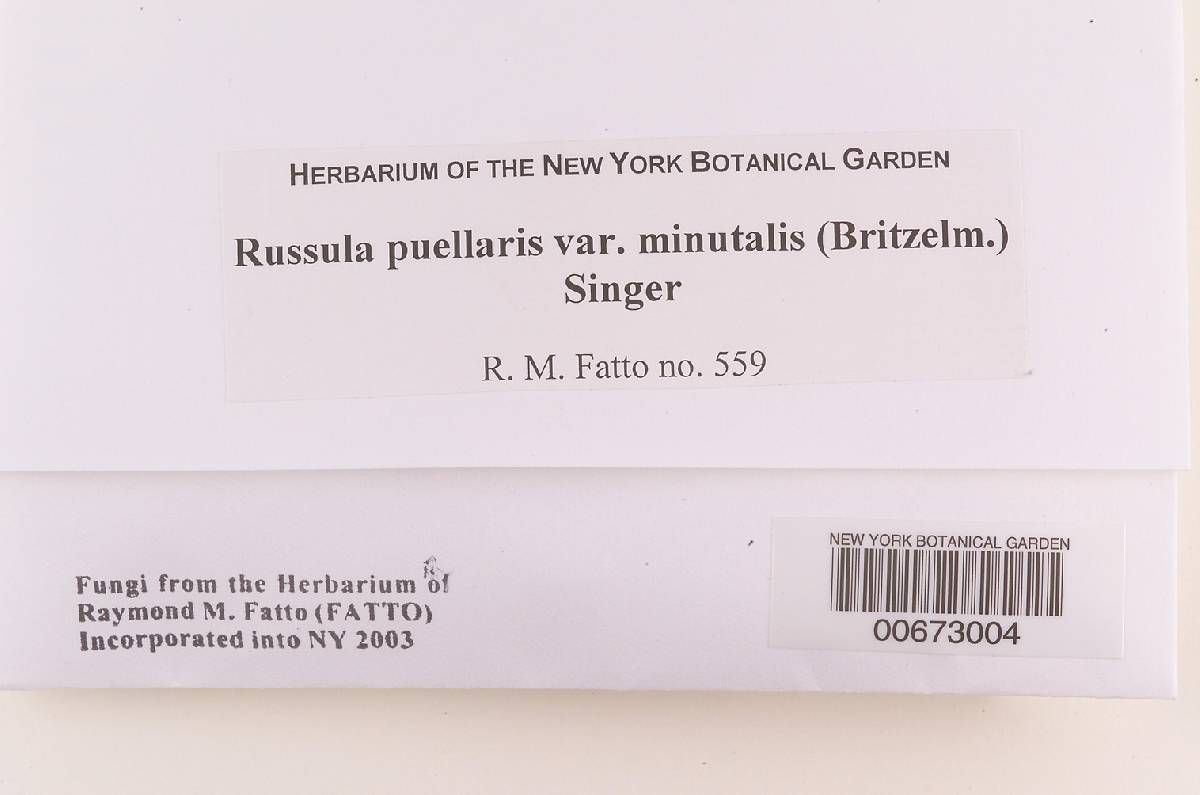 HERBARIUM OF THE NEW YORK BOTANICAL GARDEN
Russula puellaris var. minutalis (Britzelm.)
Singer
R. M. Fatto no. 559
Fungi from the Herbarium of
Raymond M. Fatto (FATTO)
Incorporated into NY 2003
NEW YORK BOTANICAL GARDEN
00673004